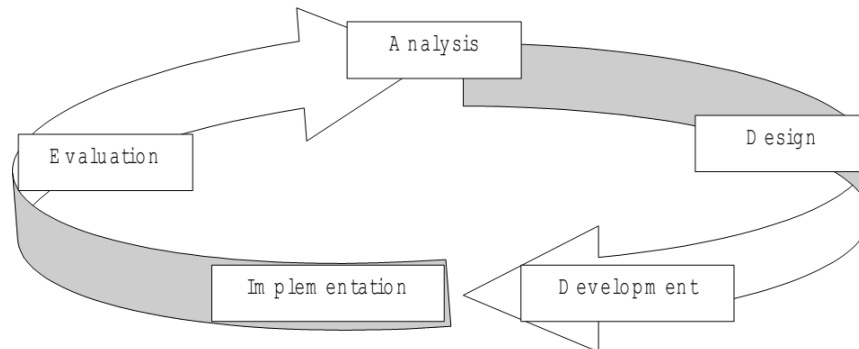 Analysis
Design
Evaluation
Implementation
Development